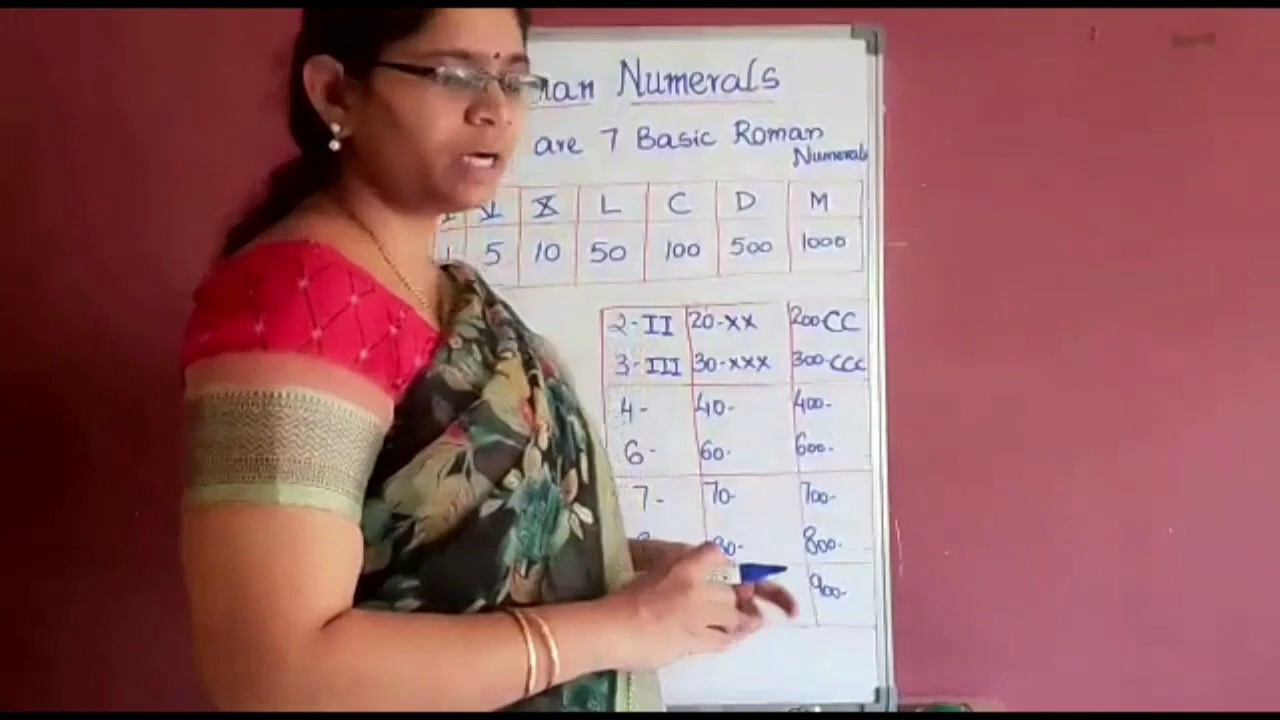 Numerals
are 7 Basic Roman
Numerals
V X L C D M
5 10 50 100 500 1000
2-II 20-XX 200-CC
3-III 30-XXX 300-CCC
4- 40- 400-
6- 60- 600-
7- 70- 700-
80- 800-
900-